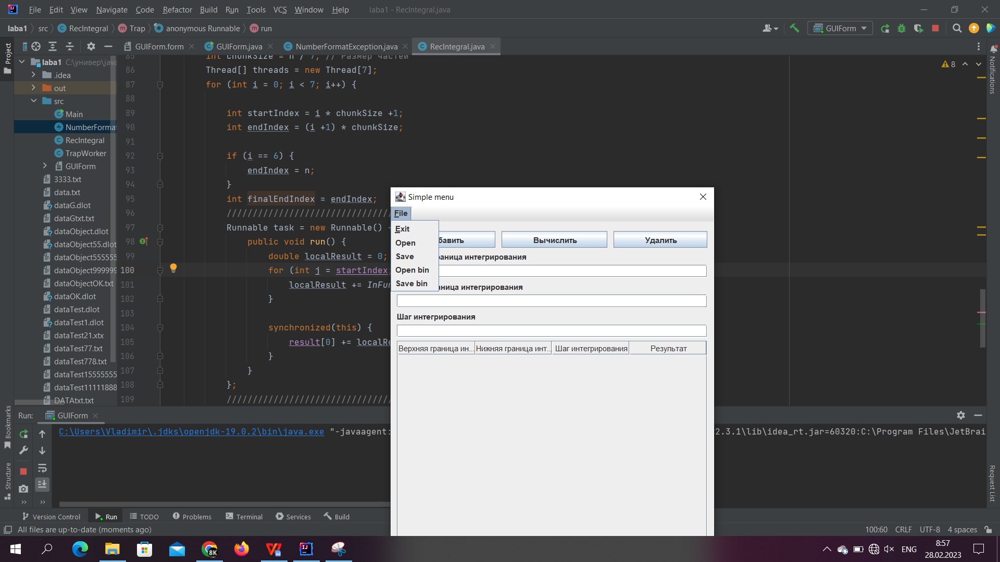 File Edit View Navigate Code Refactor Build Run Tools VCS Window Help laba1 - RecIntegral.java
laba1 src RecIntegral Trap anonymous Runnable run GUIForm
Project
GUIForm.form GUIForm.java NumberFormatException.java RecIntegral.java
Notifications
laba1 C:\универ\java
.idea
out
src
Main
NumberForma
RecIntegral
TrapWorker
GUIForm
3333.txt
data.txt
dataG.dlot
dataGtxt.txt
dataObject.dlot
dataObject55.dlot
dataObject555555
dataObject999999
dataObjectOK.txt
dataOK.dlot
dataTest.dlot
dataTest1.dlot
dataTest21.xtx
dataTest77.txt
dataTest778.txt
dataTest15555555
dataTest11111888
DATAtxt.txt
8
85 int chunkSize = n / 7; // Размер частей
86 Thread[] threads = new Thread[7];
87 for (int i = 0; i < 7; i++) {
88
89 int startIndex = i * chunkSize +1;
90 int endIndex = (i +1) * chunkSize;
91
92 if (i == 6) {
93 endIndex = n;
94 }
95 int finalEndIndex = endIndex;
96 ////////////////////////////////
97 Runnable task = new Runnable()
98 public void run() {
99 double localResult = 0;
100 for (int j = startIndex;
101 localResult += InFun
102 }
103
104 synchronized(this) {
105 result[0] += localRe
106 }
107 }
108 };
109 ////////////////////////////////
Simple menu
File
Exit
Open
Save
Open bin
Save bin
бавить Вычислить Удалить
раница интегрирования
аница интегрирования
Шаг интегрирования
Верхняя граница ин... Нижняя граница инт... Шаг интегрирования Результат
Bookmarks
Structure
Request List
Run: GUIForm
C:\Users\Vladimir\.jdks\openjdk-19.0.2\bin\java.exe "-javaagent: 2.3.1\lib\idea_rt.jar=60320:C:\Program Files\JetBrai
Version Control Run TODO Problems Terminal Services Build
All files are up-to-date (moments ago) 100:60 CRLF UTF-8 4 spaces
8K
ENG
8:57
28.02.2023